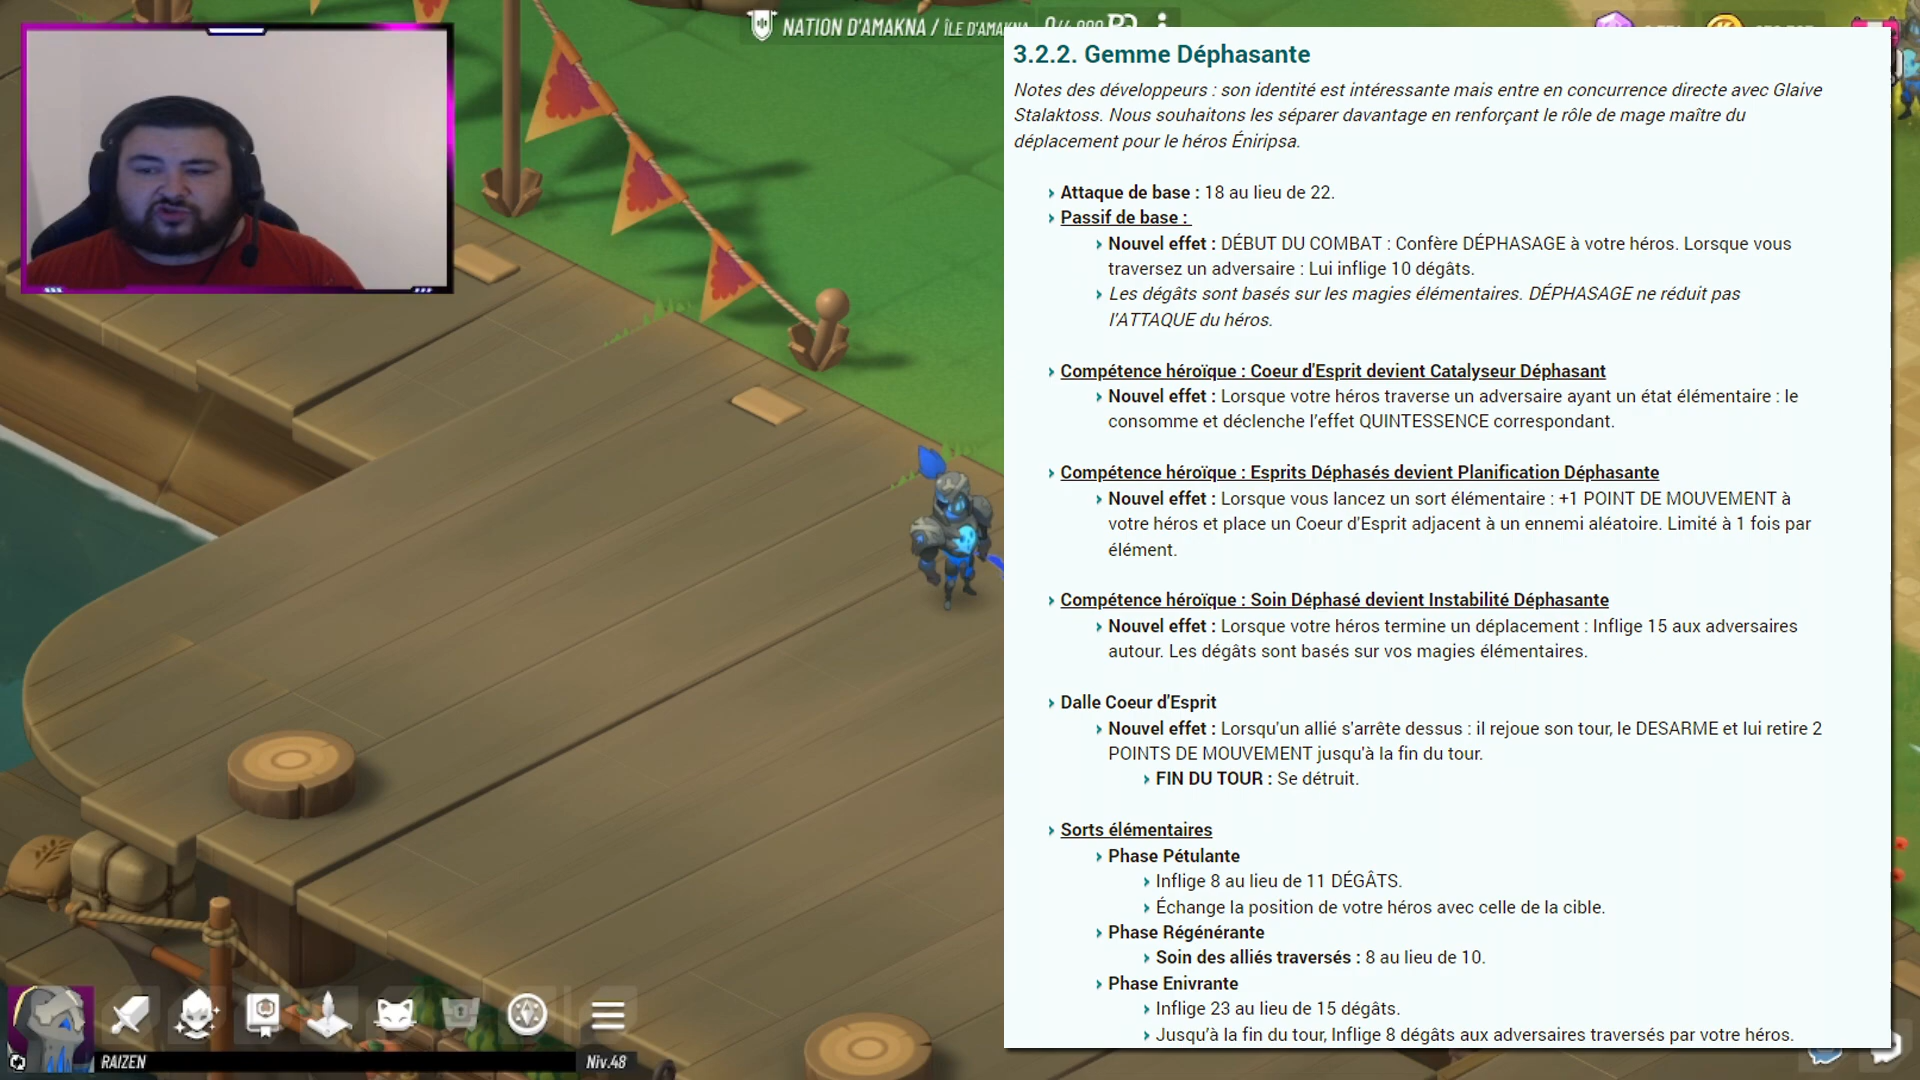 NATION D'AMAKNA / ÎLE D'AMAKNA
3.2.2. Gemme Déphasante
Notes des développeurs : son identité est intéressante mais entre en concurrence directe avec Glaive
Stalaktoss. Nous souhaitons les séparer davantage en renforçant le rôle de mage maître du
déplacement pour le héros Éniripsa.
› Attaque de base : 18 au lieu de 22.
› Passif de base :
› Nouvel effet : DÉBUT DU COMBAT : Confère DÉPHASAGE à votre héros. Lorsque vous
traversez un adversaire : Lui inflige 10 dégâts.
› Les dégâts sont basés sur les magies élémentaires. DÉPHASAGE ne réduit pas
l'ATTAQUE du héros.
› Compétence héroïque : Coeur d'Esprit devient Catalyseur Déphasant
› Nouvel effet : Lorsque votre héros traverse un adversaire ayant un état élémentaire : le
consomme et déclenche l'effet QUINTESSENCE correspondant.
› Compétence héroïque : Esprits Déphasés devient Planification Déphasante
› Nouvel effet : Lorsque vous lancez un sort élémentaire : +1 POINT DE MOUVEMENT à
votre héros et place un Coeur d'Esprit adjacent à un ennemi aléatoire. Limité à 1 fois par
élément.
› Compétence héroïque : Soin Déphasé devient Instabilité Déphasante
› Nouvel effet : Lorsque votre héros termine un déplacement : Inflige 15 aux adversaires
autour. Les dégâts sont basés sur vos magies élémentaires.
› Dalle Coeur d'Esprit
› Nouvel effet : Lorsqu'un allié s'arrête dessus : il rejoue son tour, le DESARME et lui retire 2
POINTS DE MOUVEMENT jusqu'à la fin du tour.
› FIN DU TOUR : Se détruit.
› Sorts élémentaires
› Phase Pétulante
› Inflige 8 au lieu de 11 DÉGÂTS.
› Échange la position de votre héros avec celle de la cible.
› Phase Régénérante
› Soin des alliés traversés : 8 au lieu de 10.
› Phase Enivrante
› Inflige 23 au lieu de 15 dégâts.
› Jusqu'à la fin du tour, Inflige 8 dégâts aux adversaires traversés par votre héros.
RAIZEN
Niv.48